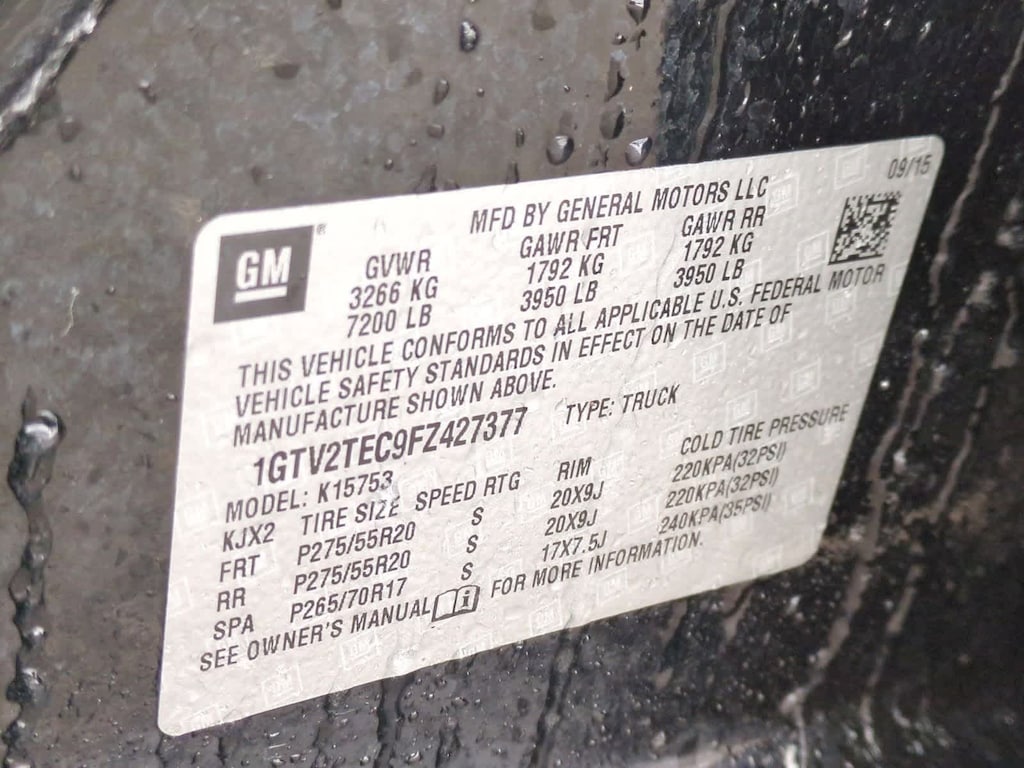 09/15
GM®
MFD BY GENERAL MOTORS LLC
GVWR GAWR FRT GAWR RR
3266 KG 1792 KG 1792 KG
7200 LB 3950 LB 3950 LB
THIS VEHICLE CONFORMS TO ALL APPLICABLE U.S. FEDERAL MOTOR
VEHICLE SAFETY STANDARDS IN EFFECT ON THE DATE OF
MANUFACTURE SHOWN ABOVE.
1GTV2TEC9FZ427377 TYPE: TRUCK
MODEL: K15753
KJX2 TIRE SIZE SPEED RTG RIM COLD TIRE PRESSURE
FRT P275/55R20 S 20X9J 220KPA(32PSI)
RR P275/55R20 S 20X9J 220KPA(32PSI)
SPA P265/70R17 S 17X7.5J 240KPA(35PSI)
SEE OWNER'S MANUAL i FOR MORE INFORMATION.